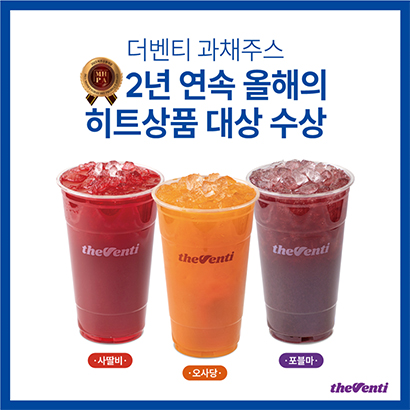 더벤티 과채주스
2년 연속 올해의
히트상품 대상 수상
theVenti
theVenti
theVenti
·사딸비·
·오사당·
·포블마·
theVenti